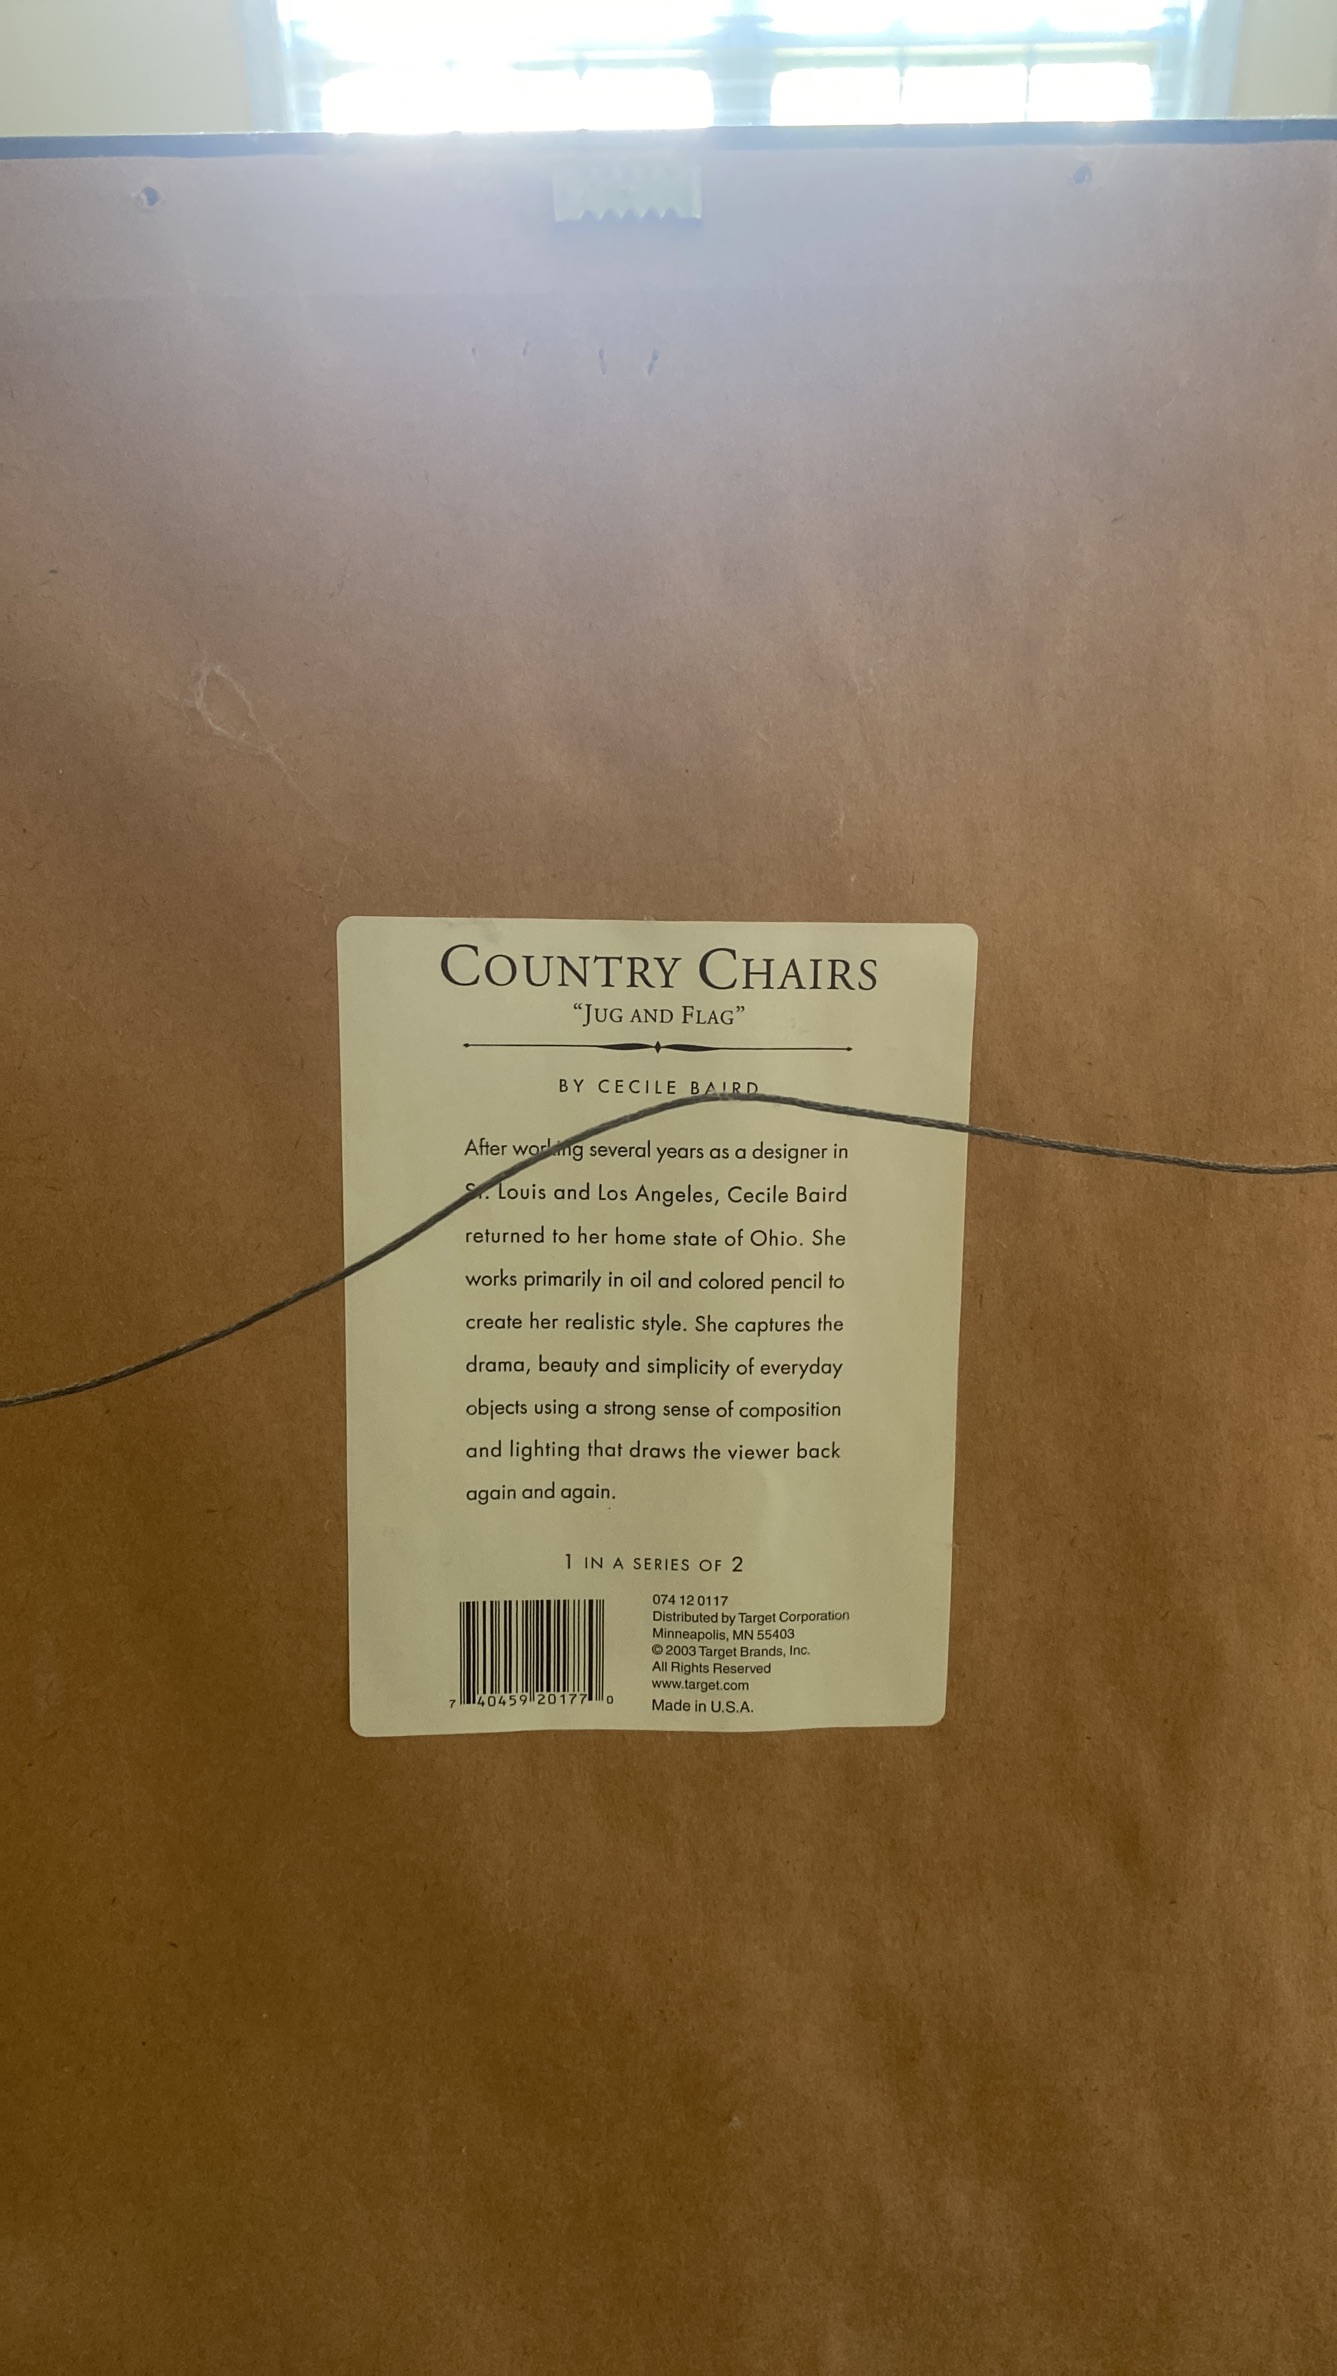 COUNTRY CHAIRS
“JUG AND FLAG”
BY CECILE BAIRD
After working several years as a designer in
St. Louis and Los Angeles, Cecile Baird
returned to her home state of Ohio. She
works primarily in oil and colored pencil to
create her realistic style. She captures the
drama, beauty and simplicity of everyday
objects using a strong sense of composition
and lighting that draws the viewer back
again and again.
1 IN A SERIES OF 2
074 12 0117
Distributed by Target Corporation
Minneapolis, MN 55403
© 2003 Target Brands, Inc.
All Rights Reserved
www.target.com
Made in U.S.A.
7 40459 20177 0